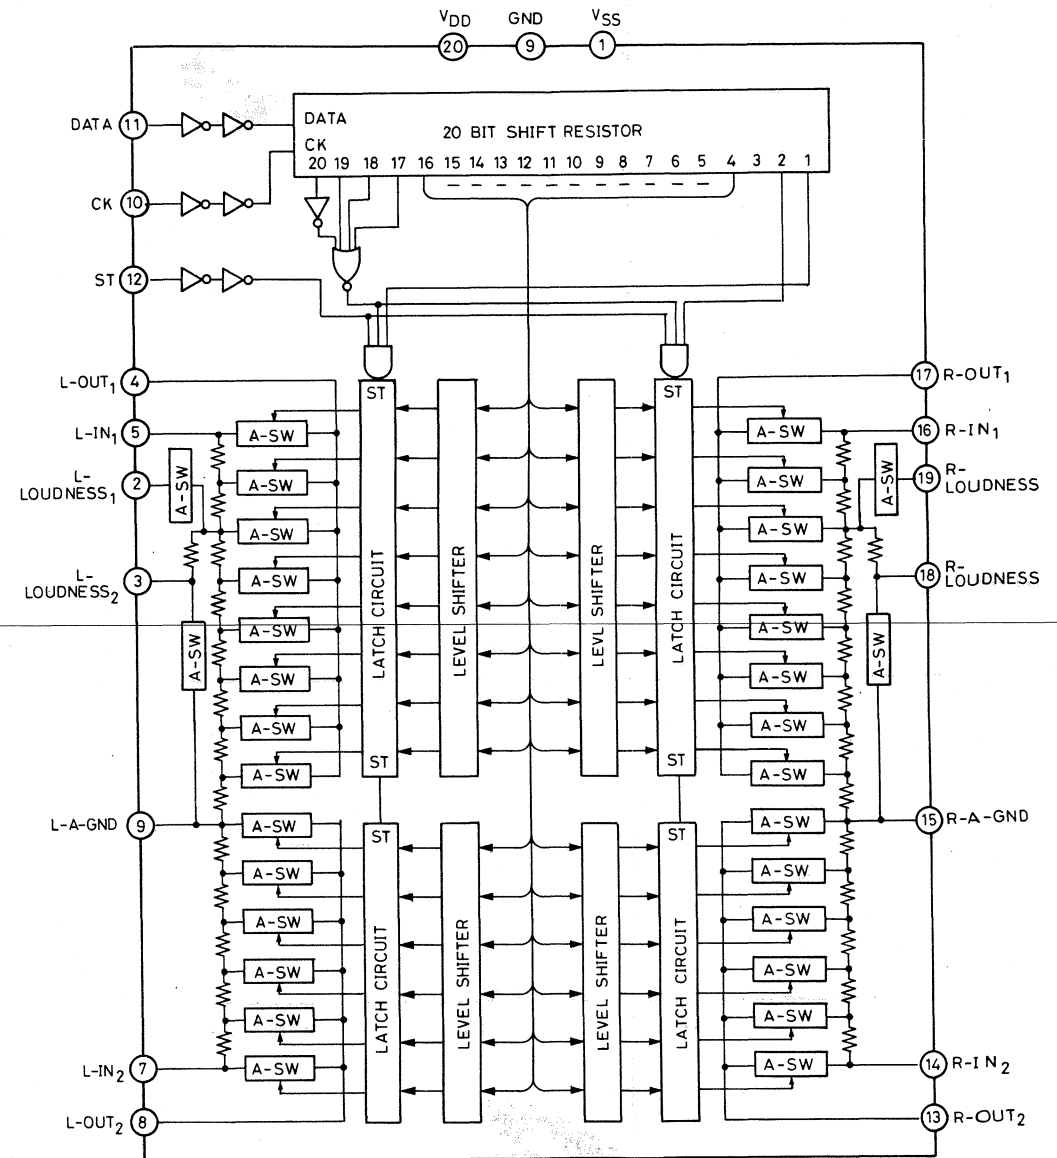 VDD GND VSS
20 9 1
DATA 11
DATA
CK
20 BIT SHIFT RESISTOR
20 19 18 17 16 15 14 13 12 11 10 9 8 7 6 5 4 3 2 1
CK 10
ST 12
L-OUT1 4
17 R-OUT1
ST
ST
L-IN1 5
A-SW
A-SW
16 R-IN1
L-
LOUDNESS1 2
A-SW
A-SW
A-SW
A-SW
19 R-
LOUDNESS
A-SW
A-SW
L-
LOUDNESS2 3
A-SW
A-SW
18 R-
LOUDNESS
LATCH CIRCUIT
LEVEL SHIFTER
LEVL SHIFTER
LATCH CIRCUIT
A-SW
A-SW
A-SW
A-SW
A-SW
A-SW
A-SW
A-SW
A-SW
A-SW
ST
ST
L-A-GND 9
A-SW
A-SW
15 R-A-GND
ST
ST
A-SW
A-SW
A-SW
A-SW
LATCH CIRCUIT
LEVEL SHIFTER
LEVEL SHIFTER
LATCH CIRCUIT
A-SW
A-SW
A-SW
A-SW
L-IN2 7
A-SW
A-SW
14 R-IN2
L-OUT2 8
13 R-OUT2